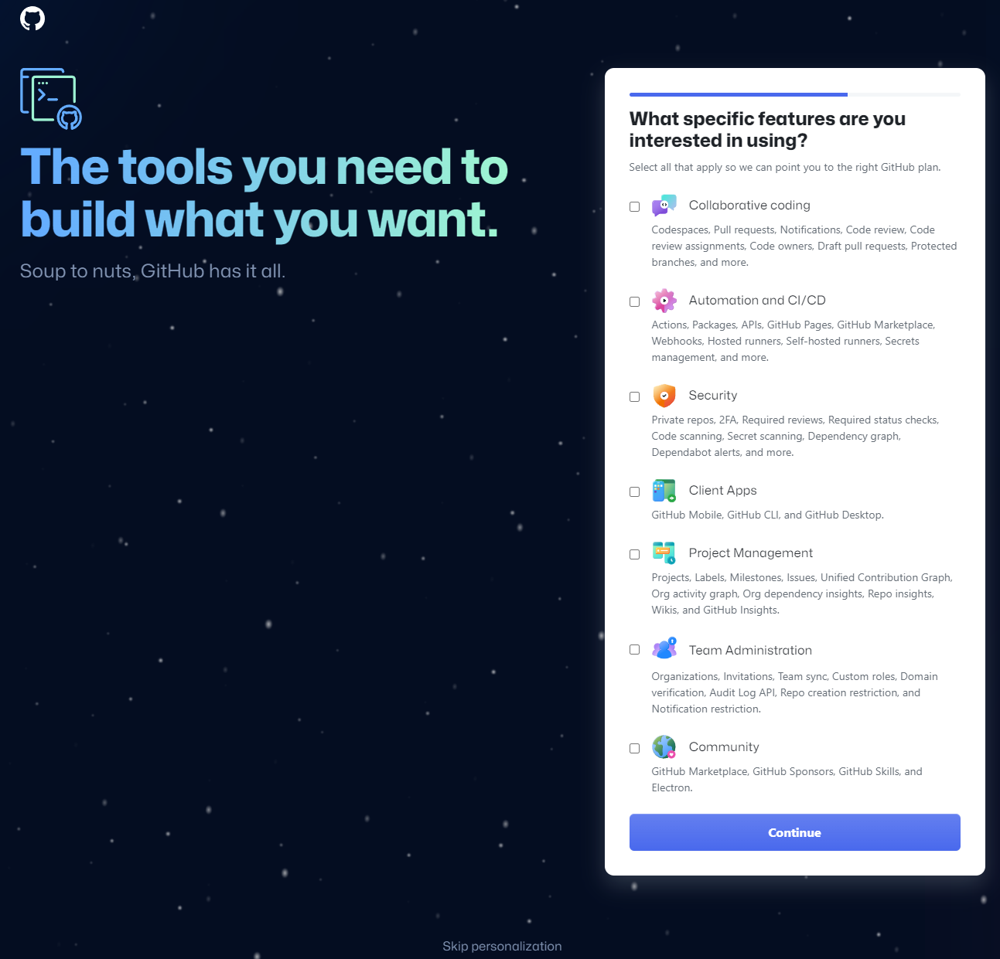 The tools you need to
build what you want.
Soup to nuts, GitHub has it all.
What specific features are you
interested in using?
Select all that apply so we can point you to the right GitHub plan.
Collaborative coding
Codespaces, Pull requests, Notifications, Code review, Code
review assignments, Code owners, Draft pull requests, Protected
branches, and more.
Automation and CI/CD
Actions, Packages, APIs, GitHub Pages, GitHub Marketplace,
Webhooks, Hosted runners, Self-hosted runners, Secrets
management, and more.
Security
Private repos, 2FA, Required reviews, Required status checks,
Code scanning, Secret scanning, Dependency graph,
Dependabot alerts, and more.
Client Apps
GitHub Mobile, GitHub CLI, and GitHub Desktop.
Project Management
Projects, Labels, Milestones, Issues, Unified Contribution Graph,
Org activity graph, Org dependency insights, Repo insights,
Wikis, and GitHub Insights.
Team Administration
Organizations, Invitations, Team sync, Custom roles, Domain
verification, Audit Log API, Repo creation restriction, and
Notification restriction.
Community
GitHub Marketplace, GitHub Sponsors, GitHub Skills, and
Electron.
Continue
Skip personalization